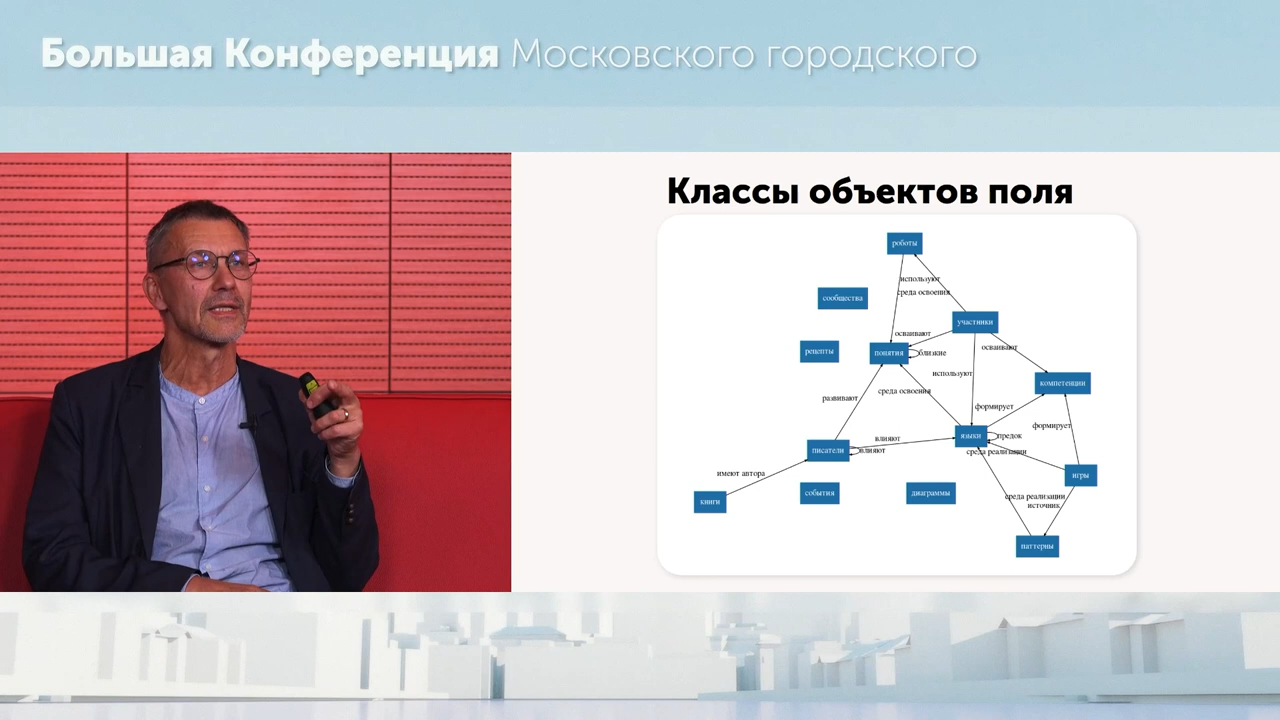 Большая Конференция Московского городского
Классы объектов поля
роботы
используют
среда освоения
сообщества
участники
осваивают
осваивают
рецепты
понятия
близкие
используют
компетенции
среда освоения
развивают
формирует
формирует
языки
предок
влияют
писатели
влияют
среда реализации
имеют автора
игры
события
диаграммы
среда реализации
книги
источник
паттерны